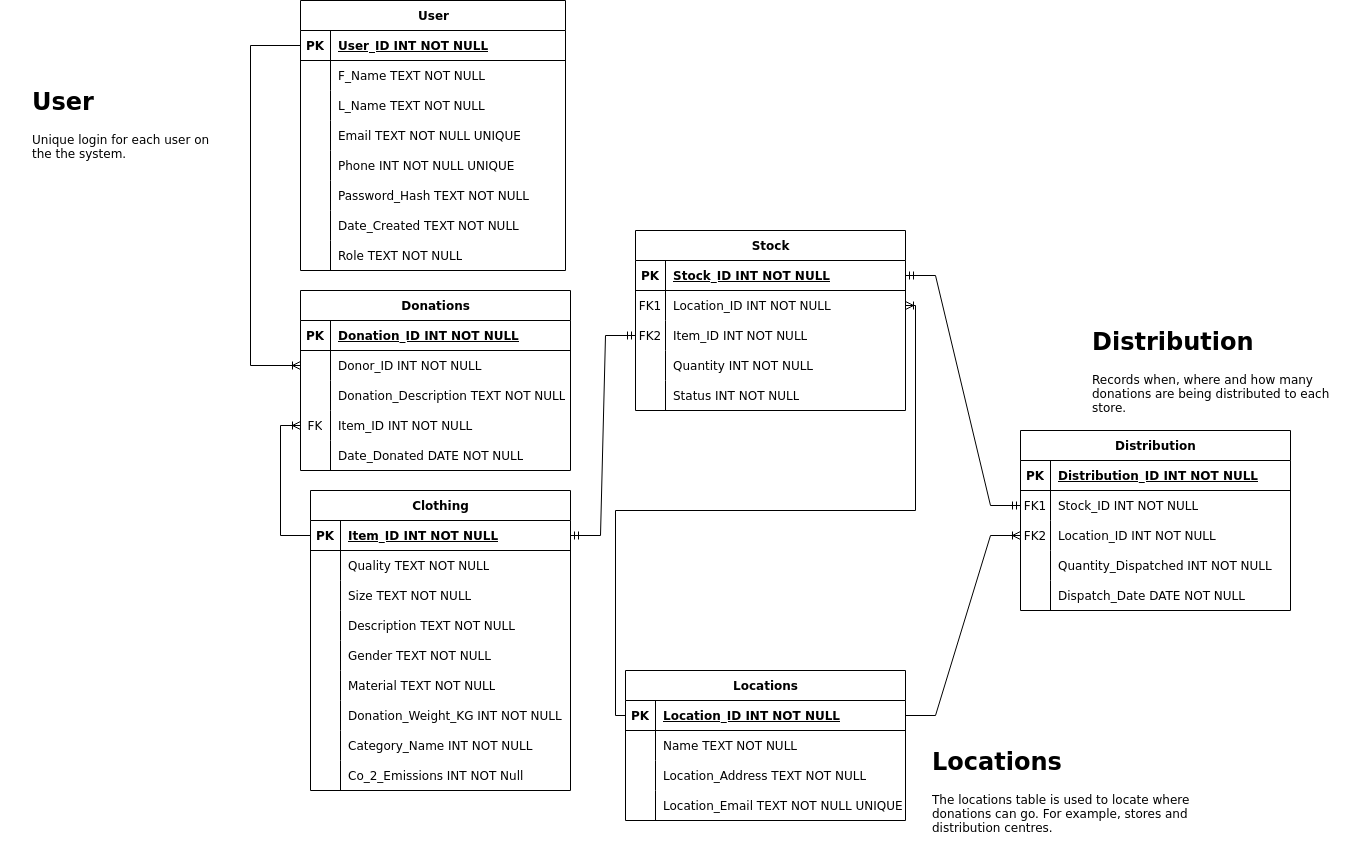 User
Unique login for each user on
the the system.
User
PK User_ID INT NOT NULL
F_Name TEXT NOT NULL
L_Name TEXT NOT NULL
Email TEXT NOT NULL UNIQUE
Phone INT NOT NULL UNIQUE
Password_Hash TEXT NOT NULL
Date_Created TEXT NOT NULL
Role TEXT NOT NULL
Donations
PK Donation_ID INT NOT NULL
Donor_ID INT NOT NULL
Donation_Description TEXT NOT NULL
FK Item_ID INT NOT NULL
Date_Donated DATE NOT NULL
Clothing
PK Item_ID INT NOT NULL
Quality TEXT NOT NULL
Size TEXT NOT NULL
Description TEXT NOT NULL
Gender TEXT NOT NULL
Material TEXT NOT NULL
Donation_Weight_KG INT NOT NULL
Category_Name INT NOT NULL
Co_2_Emissions INT NOT Null
Stock
PK Stock_ID INT NOT NULL
FK1 Location_ID INT NOT NULL
FK2 Item_ID INT NOT NULL
Quantity INT NOT NULL
Status INT NOT NULL
Distribution
Records when, where and how many
donations are being distributed to each
store.
Distribution
PK Distribution_ID INT NOT NULL
FK1 Stock_ID INT NOT NULL
FK2 Location_ID INT NOT NULL
Quantity_Dispatched INT NOT NULL
Dispatch_Date DATE NOT NULL
Locations
PK Location_ID INT NOT NULL
Name TEXT NOT NULL
Location_Address TEXT NOT NULL
Location_Email TEXT NOT NULL UNIQUE
Locations
The locations table is used to locate where
donations can go. For example, stores and
distribution centres.